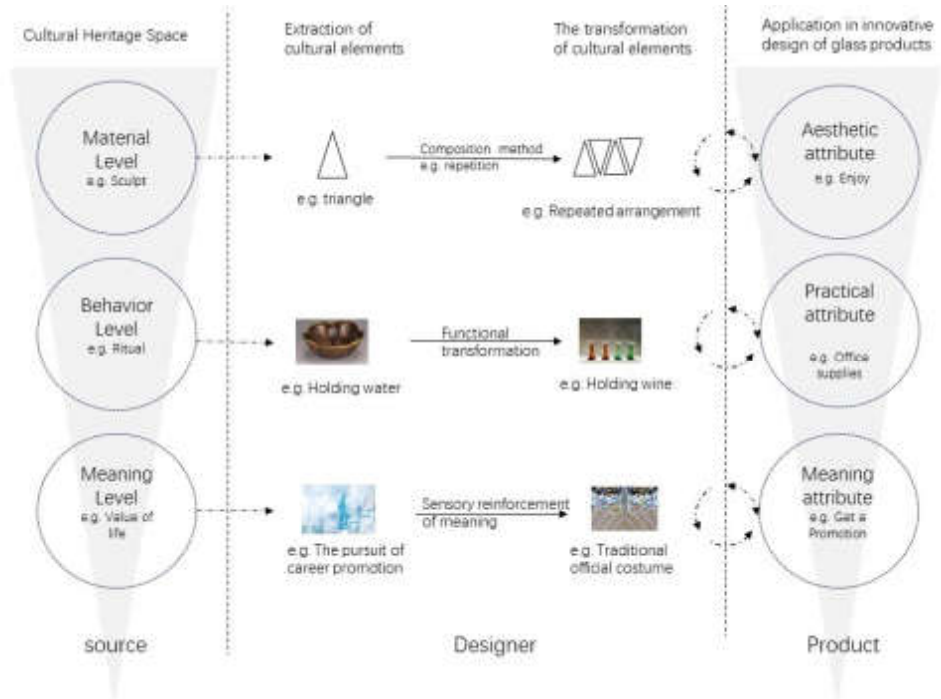 Cultural Heritage Space
Extraction of
cultural elements
The transformation
of cultural elements
Application in innovative
design of glass products
Material
Level
e.g. Sculpt
e.g. triangle
Composition method
e.g. repetition
e.g. Repeated arrangement
Aesthetic
attribute
e.g. Enjoy
Behavior
Level
e.g. Ritual
e.g. Holding water
Functional
transformation
e.g. Holding wine
Practical
attribute
e.g. Office
supplies
Meaning
Level
e.g. Value of
life
e.g. The pursuit of
career promotion
Sensory reinforcement
of meaning
e.g. Traditional
official costume
Meaning
attribute
e.g. Get a
Promotion
source
Designer
Product